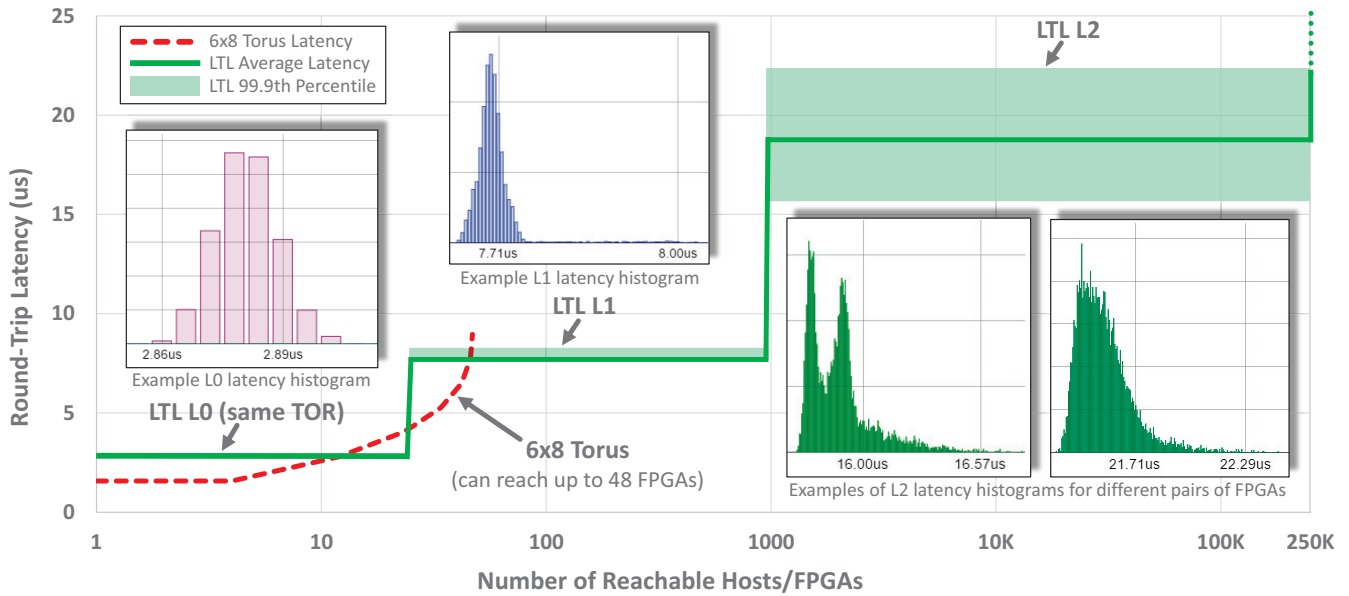 25
20
15
10
5
0
Round-Trip Latency (us)
6x8 Torus Latency
LTL Average Latency
LTL 99.9th Percentile
2.86us 2.89us
Example L0 latency histogram
LTL L0 (same TOR)
7.71us 8.00us
Example L1 latency histogram
LTL L1
6x8 Torus
(can reach up to 48 FPGAs)
LTL L2
16.00us 16.57us
21.71us 22.29us
Examples of L2 latency histograms for different pairs of FPGAs
1 10 100 1000 10K 100K 250K
Number of Reachable Hosts/FPGAs